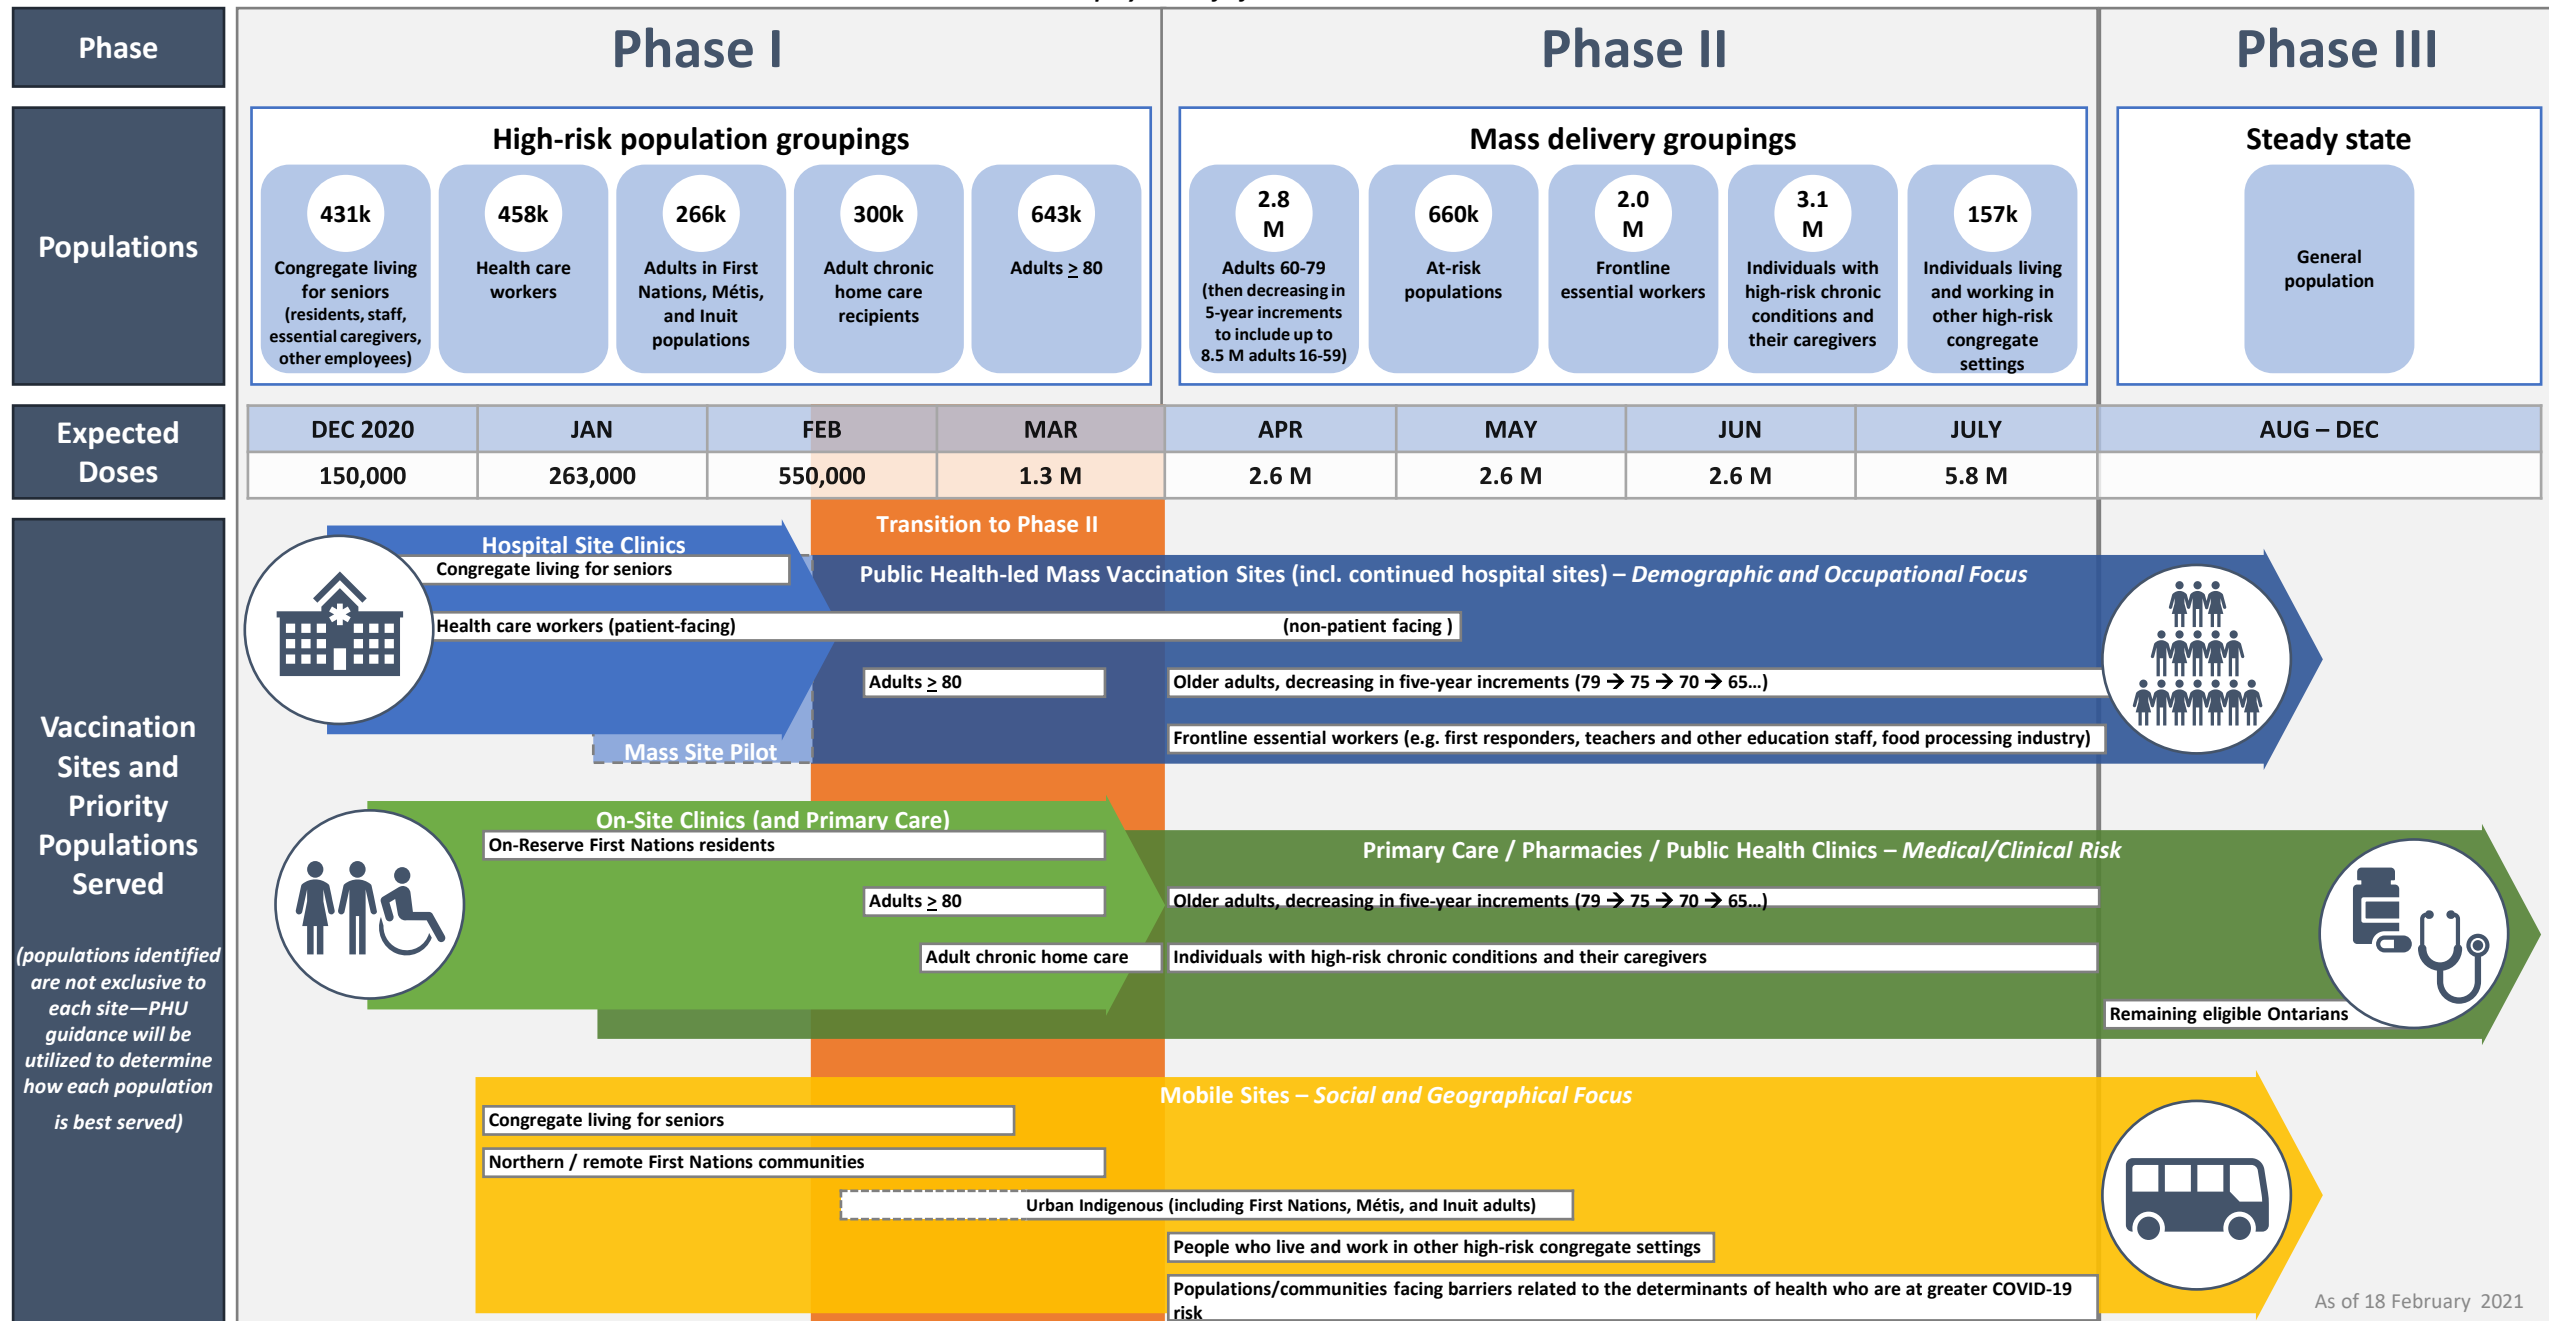 Phase
Phase I
Phase II
Phase III
Populations
High-risk population groupings
431k
Congregate living
for seniors
(residents, staff,
essential caregivers,
other employees)
458k
Health care
workers
266k
Adults in First
Nations, Métis,
and Inuit
populations
300k
Adult chronic
home care
recipients
643k
Adults ≥ 80
Mass delivery groupings
2.8
M
Adults 60-79
(then decreasing in
5-year increments
to include up to
8.5 M adults 16-59)
660k
At-risk
populations
2.0
M
Frontline
essential workers
3.1
M
Individuals with
high-risk chronic
conditions and
their caregivers
157k
Individuals living
and working in
other high-risk
congregate
settings
Steady state
General
population
Expected
Doses
DEC 2020 JAN FEB MAR APR MAY JUN JULY AUG – DEC
150,000 263,000 550,000 1.3 M 2.6 M 2.6 M 2.6 M 5.8 M
Vaccination
Sites and
Priority
Populations
Served
(populations identified
are not exclusive to
each site—PHU
guidance will be
utilized to determine
how each population
is best served)
Transition to Phase II
Hospital Site Clinics
Congregate living for seniors
Public Health-led Mass Vaccination Sites (incl. continued hospital sites) – Demographic and Occupational Focus
Health care workers (patient-facing) (non-patient facing )
Adults ≥ 80
Older adults, decreasing in five-year increments (79 → 75 → 70 → 65…)
Frontline essential workers (e.g. first responders, teachers and other education staff, food processing industry)
Mass Site Pilot
On-Site Clinics (and Primary Care)
On-Reserve First Nations residents
Primary Care / Pharmacies / Public Health Clinics – Medical/Clinical Risk
Adults ≥ 80
Older adults, decreasing in five-year increments (79 → 75 → 70 → 65…)
Adult chronic home care
Individuals with high-risk chronic conditions and their caregivers
Remaining eligible Ontarians
Mobile Sites – Social and Geographical Focus
Congregate living for seniors
Northern / remote First Nations communities
Urban Indigenous (including First Nations, Métis, and Inuit adults)
People who live and work in other high-risk congregate settings
Populations/communities facing barriers related to the determinants of health who are at greater COVID-19
risk
As of 18 February 2021